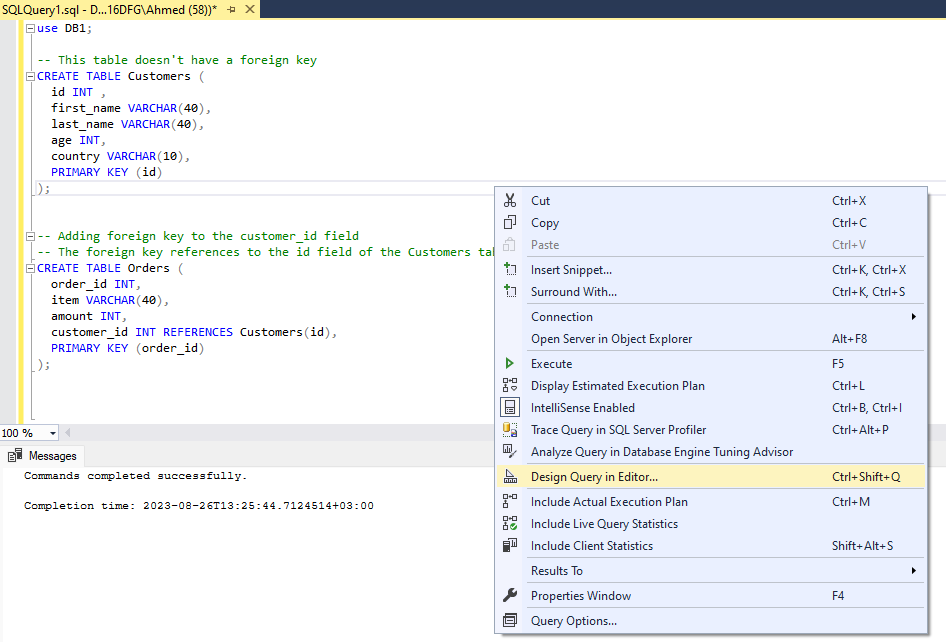 SQLQuery1.sql - D...16DFG\Ahmed (58))*
use DB1;
-- This table doesn't have a foreign key
CREATE TABLE Customers (
id INT ,
first_name VARCHAR(40),
last_name VARCHAR(40),
age INT,
country VARCHAR(10),
PRIMARY KEY (id)
);
-- Adding foreign key to the customer_id field
-- The foreign key references to the id field of the Customers
CREATE TABLE Orders (
order_id INT,
item VARCHAR(40),
amount INT,
customer_id INT REFERENCES Customers(id),
PRIMARY KEY (order_id)
);
Cut Ctrl+X
Copy Ctrl+C
Paste Ctrl+V
Insert Snippet... Ctrl+K, Ctrl+X
Surround With... Ctrl+K, Ctrl+S
Connection
Open Server in Object Explorer Alt+F8
Execute F5
Display Estimated Execution Plan Ctrl+L
IntelliSense Enabled Ctrl+B, Ctrl+I
Trace Query in SQL Server Profiler Ctrl+Alt+P
Analyze Query in Database Engine Tuning Advisor
Design Query in Editor... Ctrl+Shift+Q
Include Actual Execution Plan Ctrl+M
Include Live Query Statistics
Include Client Statistics Shift+Alt+S
Results To
Properties Window F4
Query Options...
100 %
Messages
Commands completed successfully.
Completion time: 2023-08-26T13:25:44.7124514+03:00